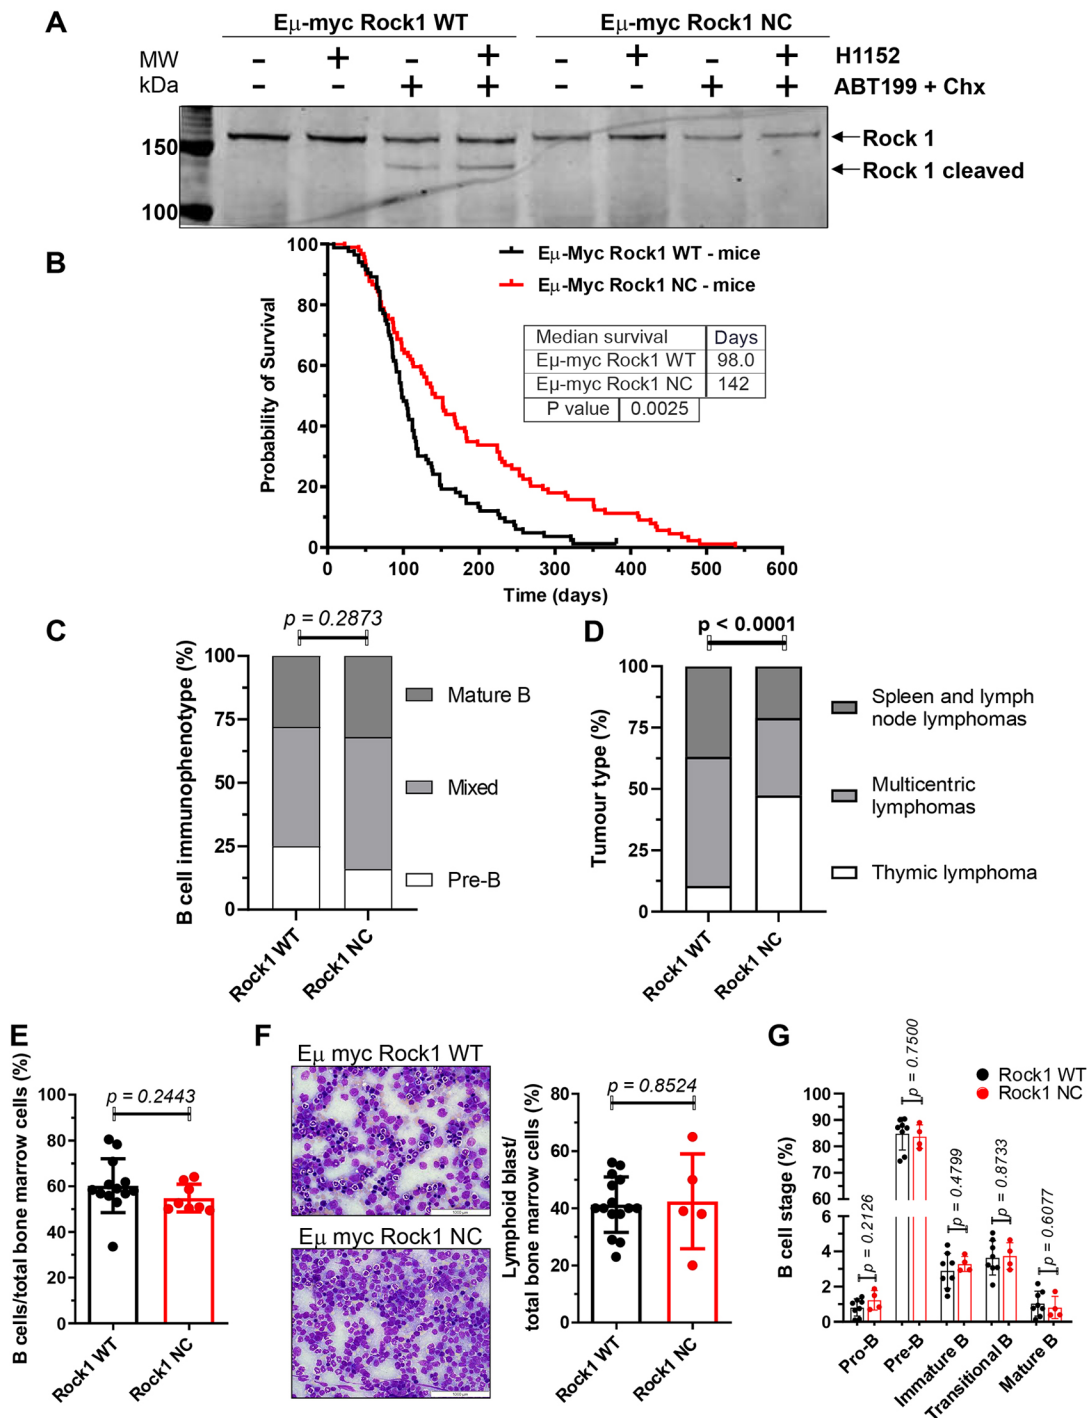 A
Eμ-myc Rock1 WT
Eμ-myc Rock1 NC
MW
kDa
- + - + - + - + H1152
- - + + - - + + ABT199 + Chx
150
100
Rock 1
Rock 1 cleaved
B
Probability of Survival
100
80
60
40
20
0
0 100 200 300 400 500 600
Time (days)
Eμ-Myc Rock1 WT - mice
Eμ-Myc Rock1 NC - mice
Median survival Days
Eμ-myc Rock1 WT 98.0
Eμ-myc Rock1 NC 142
P value 0.0025
C
p = 0.2873
B cell immunophenotype (%)
100
75
50
25
0
Rock1 WT
Rock1 NC
Mature B
Mixed
Pre-B
D
p < 0.0001
Tumour type (%)
100
75
50
25
0
Rock1 WT
Rock1 NC
Spleen and lymph
node lymphomas
Multicentric
lymphomas
Thymic lymphoma
E
B cells/total bone marrow cells (%)
100
80
60
40
20
0
p = 0.2443
Rock1 WT
Rock1 NC
F
Eμ myc Rock1 WT
Eμ myc Rock1 NC
Lymphoid blast/
total bone marrow cells (%)
80
60
40
20
0
p = 0.8524
Rock1 WT
Rock1 NC
G
B cell stage (%)
100
90
80
70
60
6
4
2
0
p = 0.2126
p = 0.7500
p = 0.4799
p = 0.8733
p = 0.6077
Rock1 WT
Rock1 NC
Pro-B
Pre-B
Immature B
Transitional B
Mature B